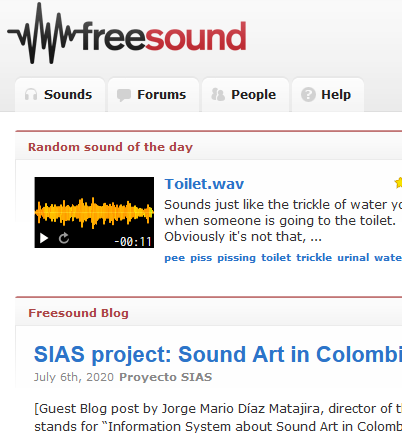 freesound
Sounds Forums People Help
Random sound of the day
Toilet.wav
Sounds just like the trickle of water
when someone is going to the toilet.
Obviously it's not that, ...
-00:11
pee piss pissing toilet trickle urinal
Freesound Blog
SIAS project: Sound Art in
July 6th, 2020 Proyecto SIAS
[Guest Blog post by Jorge Mario Díaz Matajira, director of
stands for “Information System about Sound Art in